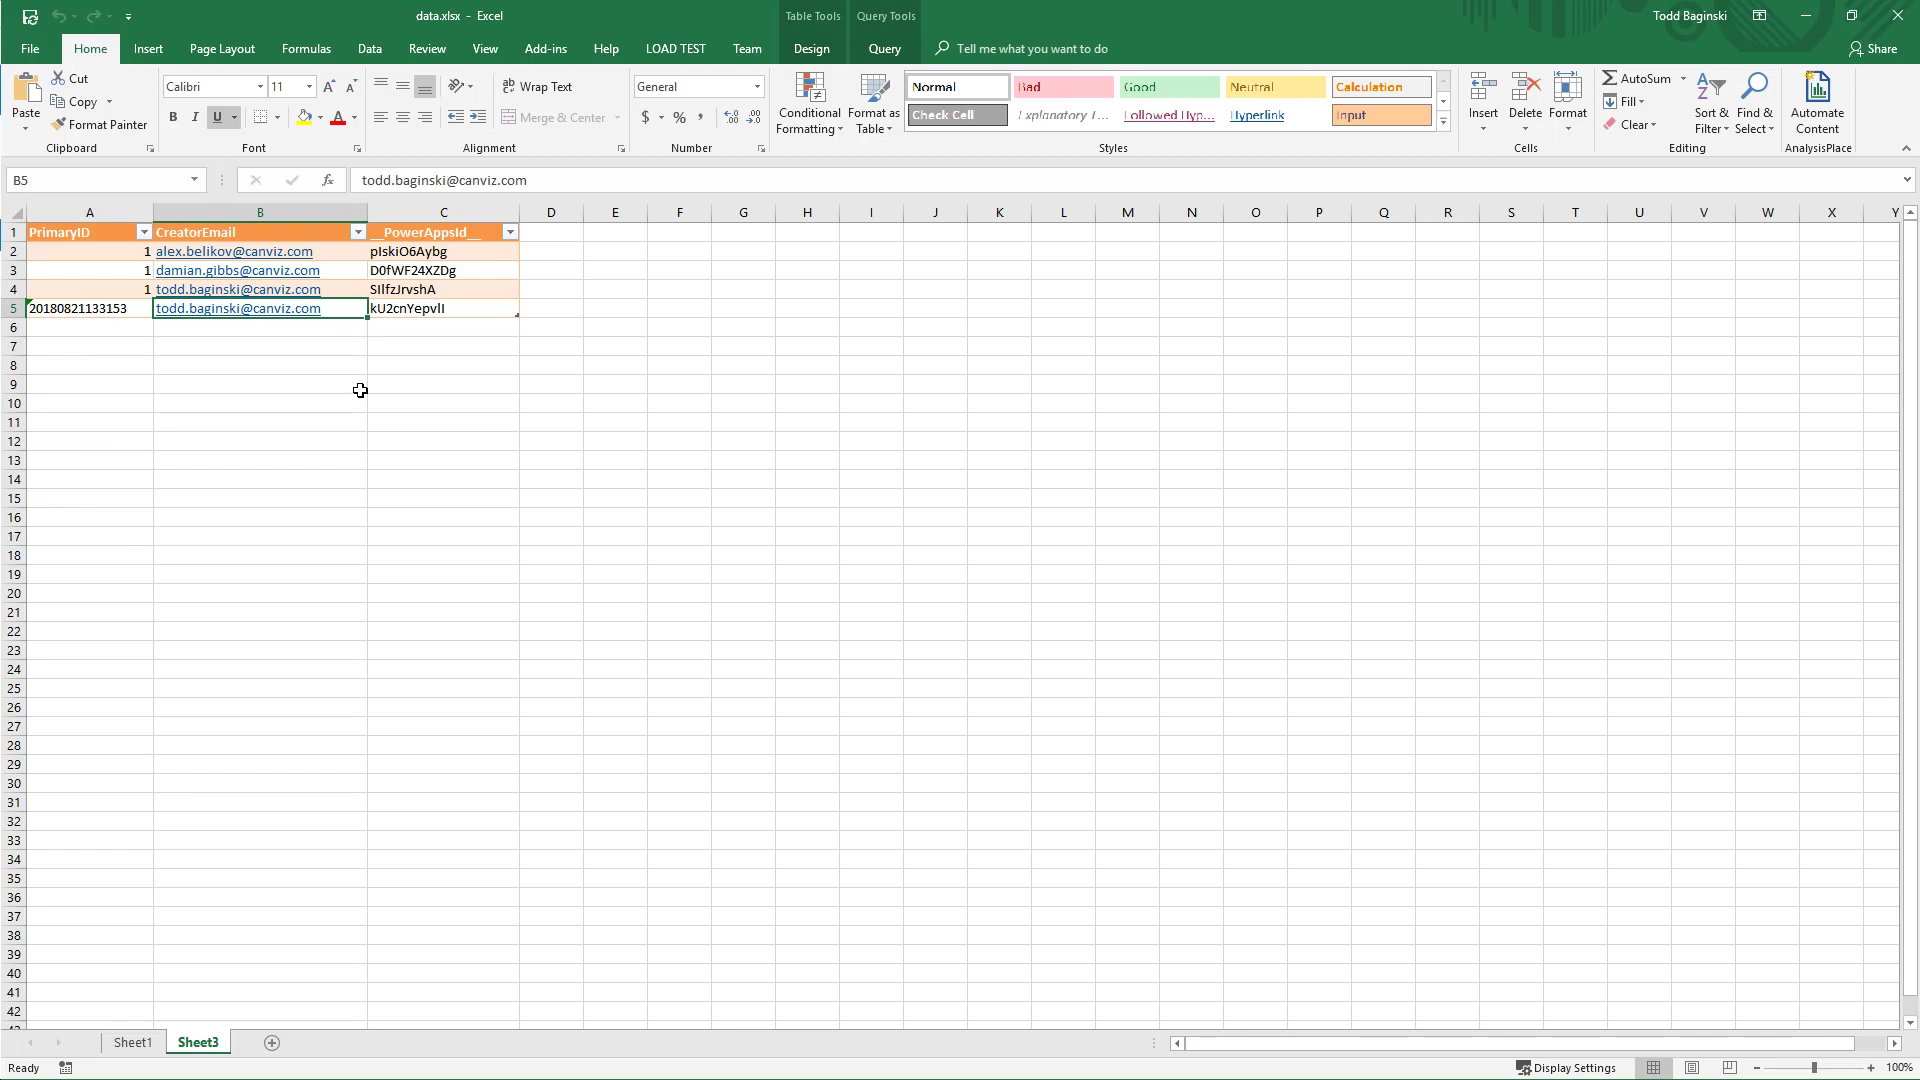 data.xlsx - Excel
Table Tools
Query Tools
Todd Baginski
File
Home
Insert
Page Layout
Formulas
Data
Review
View
Add-ins
Help
LOAD TEST
Team
Design
Query
Tell me what you want to do
Share
Paste
Cut
Copy
Format Painter
Clipboard
Calibri
11
B I U
Font
Wrap Text
Merge & Center
Alignment
General
$ % ,
Number
Conditional Formatting
Format as Table
Normal
Bad
Good
Neutral
Calculation
Check Cell
Explanatory T...
Followed Hyp...
Hyperlink
Input
Styles
Insert
Delete
Format
Cells
AutoSum
Fill
Clear
Sort & Filter
Find & Select
Editing
Automate Content
AnalysisPlace
B5
fx
todd.baginski@canviz.com
A B C D E F G H I J K L M N O P Q R S T U V W X Y
1 PrimaryID CreatorEmail __PowerAppsId__
2 1 alex.belikov@canviz.com pIskiO6Aybg
3 1 damian.gibbs@canviz.com D0fWF24XZDg
4 1 todd.baginski@canviz.com SIlfzJrvshA
5 20180821133153 todd.baginski@canviz.com kU2cnYepvlI
6
7
8
9
10
11
12
13
14
15
16
17
18
19
20
21
22
23
24
25
26
27
28
29
30
31
32
33
34
35
36
37
38
39
40
41
42
Sheet1
Sheet3
Ready
Display Settings
100%